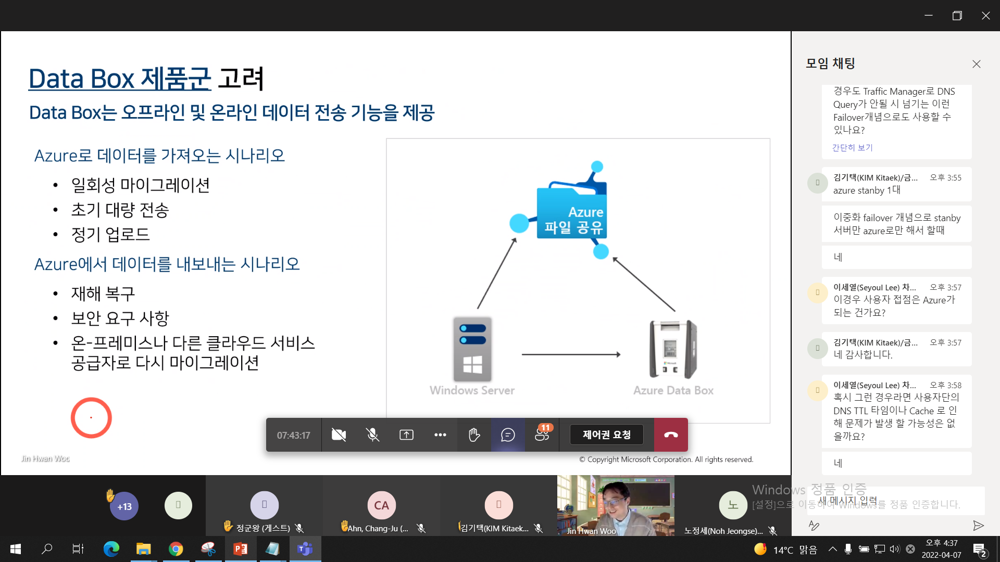 Data Box 제품군 고려
Data Box는 오프라인 및 온라인 데이터 전송 기능을 제공
Azure로 데이터를 가져오는 시나리오
• 일회성 마이그레이션
• 초기 대량 전송
• 정기 업로드
Azure에서 데이터를 내보내는 시나리오
• 재해 복구
• 보안 요구 사항
• 온-프레미스나 다른 클라우드 서비스
공급자로 다시 마이그레이션
Azure
파일 공유
Windows Server
Azure Data Box
07:43:17
11
제어권 요청
Jin Hwan Woo
© Copyright Microsoft Corporation. All rights reserved.
모임 채팅
경우도 Traffic Manager로 DNS
Query가 안될 시 넘기는 이런
Failover개념으로도 사용할 수
있나요?
간단히 보기
김기택(KIM Kitaek)/금... 오후 3:55
azure stanby 1대
이중화 failover 개념으로 stanby
서버만 azure로만 해서 할때
네
이세열(Seyoul Lee) 차... 오후 3:57
이경우 사용자 접점은 Azure가
되는 건가요?
김기택(KIM Kitaek)/금... 오후 3:57
네 감사합니다.
이세열(Seyoul Lee) 차... 오후 3:58
혹시 그런 경우라면 사용자단의
DNS TTL 타임이나 Cache 로 인
해 문제가 발생 할 가능성은 없
을까요?
네
Windows 정품 인증
[설정]으로 이동하여 Windows를 정품 인증합니다.
새 메시지 입력
+13
정군왕 (게스트)
CA
Ahn, Chang-Ju (...
김기택(KIM Kitaek...
Jin Hwan Woo
노
노정세(Noh Jeongse)...
14°C 맑음
오후 4:37
2022-04-07
2